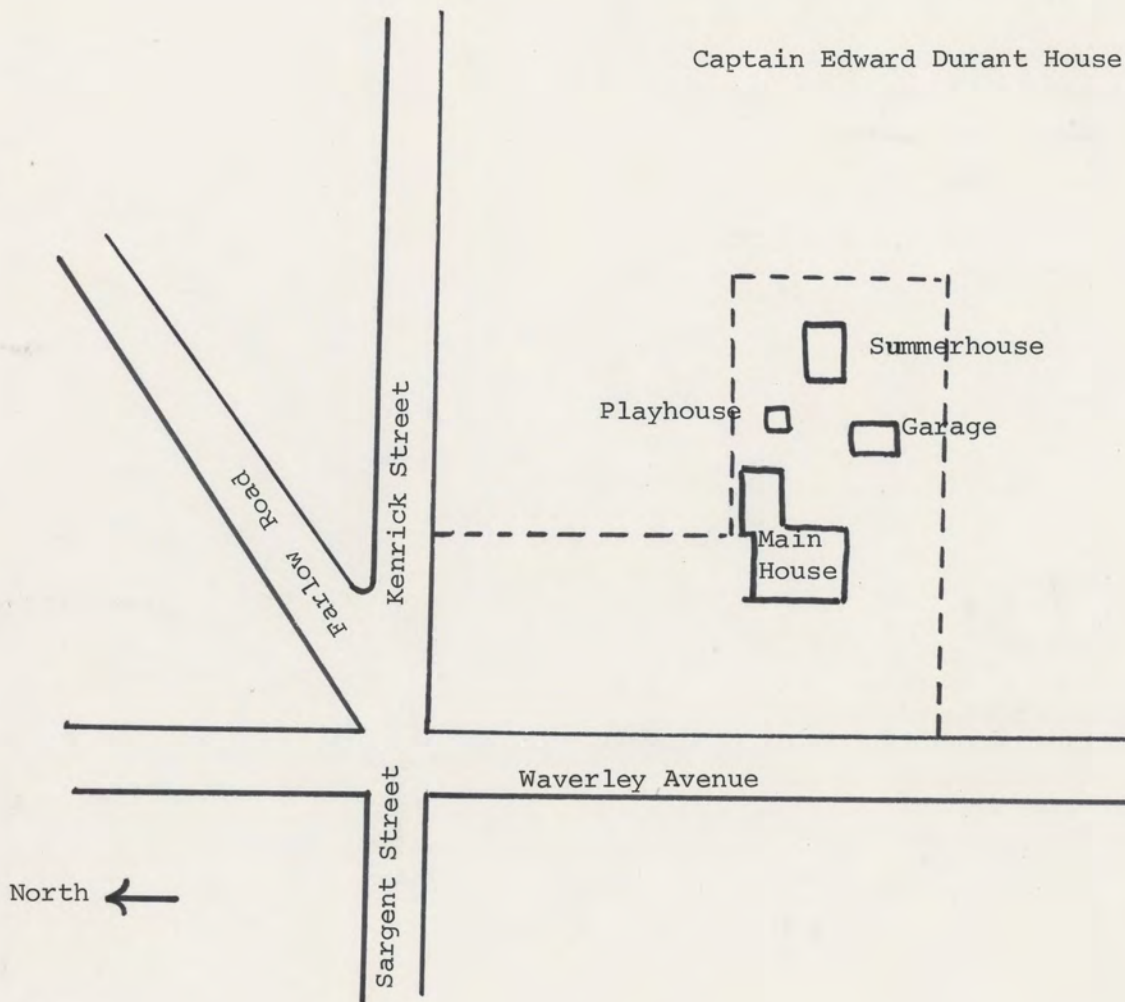 Captain Edward Durant House
Summerhouse
Playhouse
Garage
Kenrick Street
Farlow Road
Main
House
Waverley Avenue
Sargent Street
North